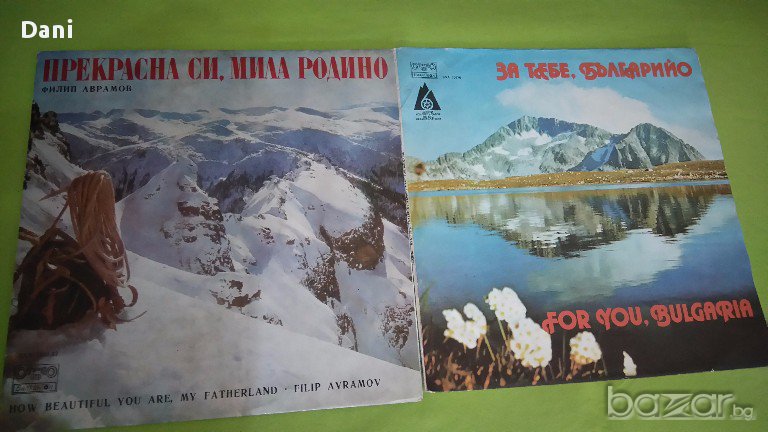 Dani
ПРЕКРАСНА СИ, МИЛА РОДИНО
ФИЛИП АВРАМОВ
HOW BEAUTIFUL YOU ARE, MY FATHERLAND · FILIP AVRAMOV
ЗА ТЕБЕ, БЪЛГАРИЙО
FOR YOU, BULGARIA
bazar.bg